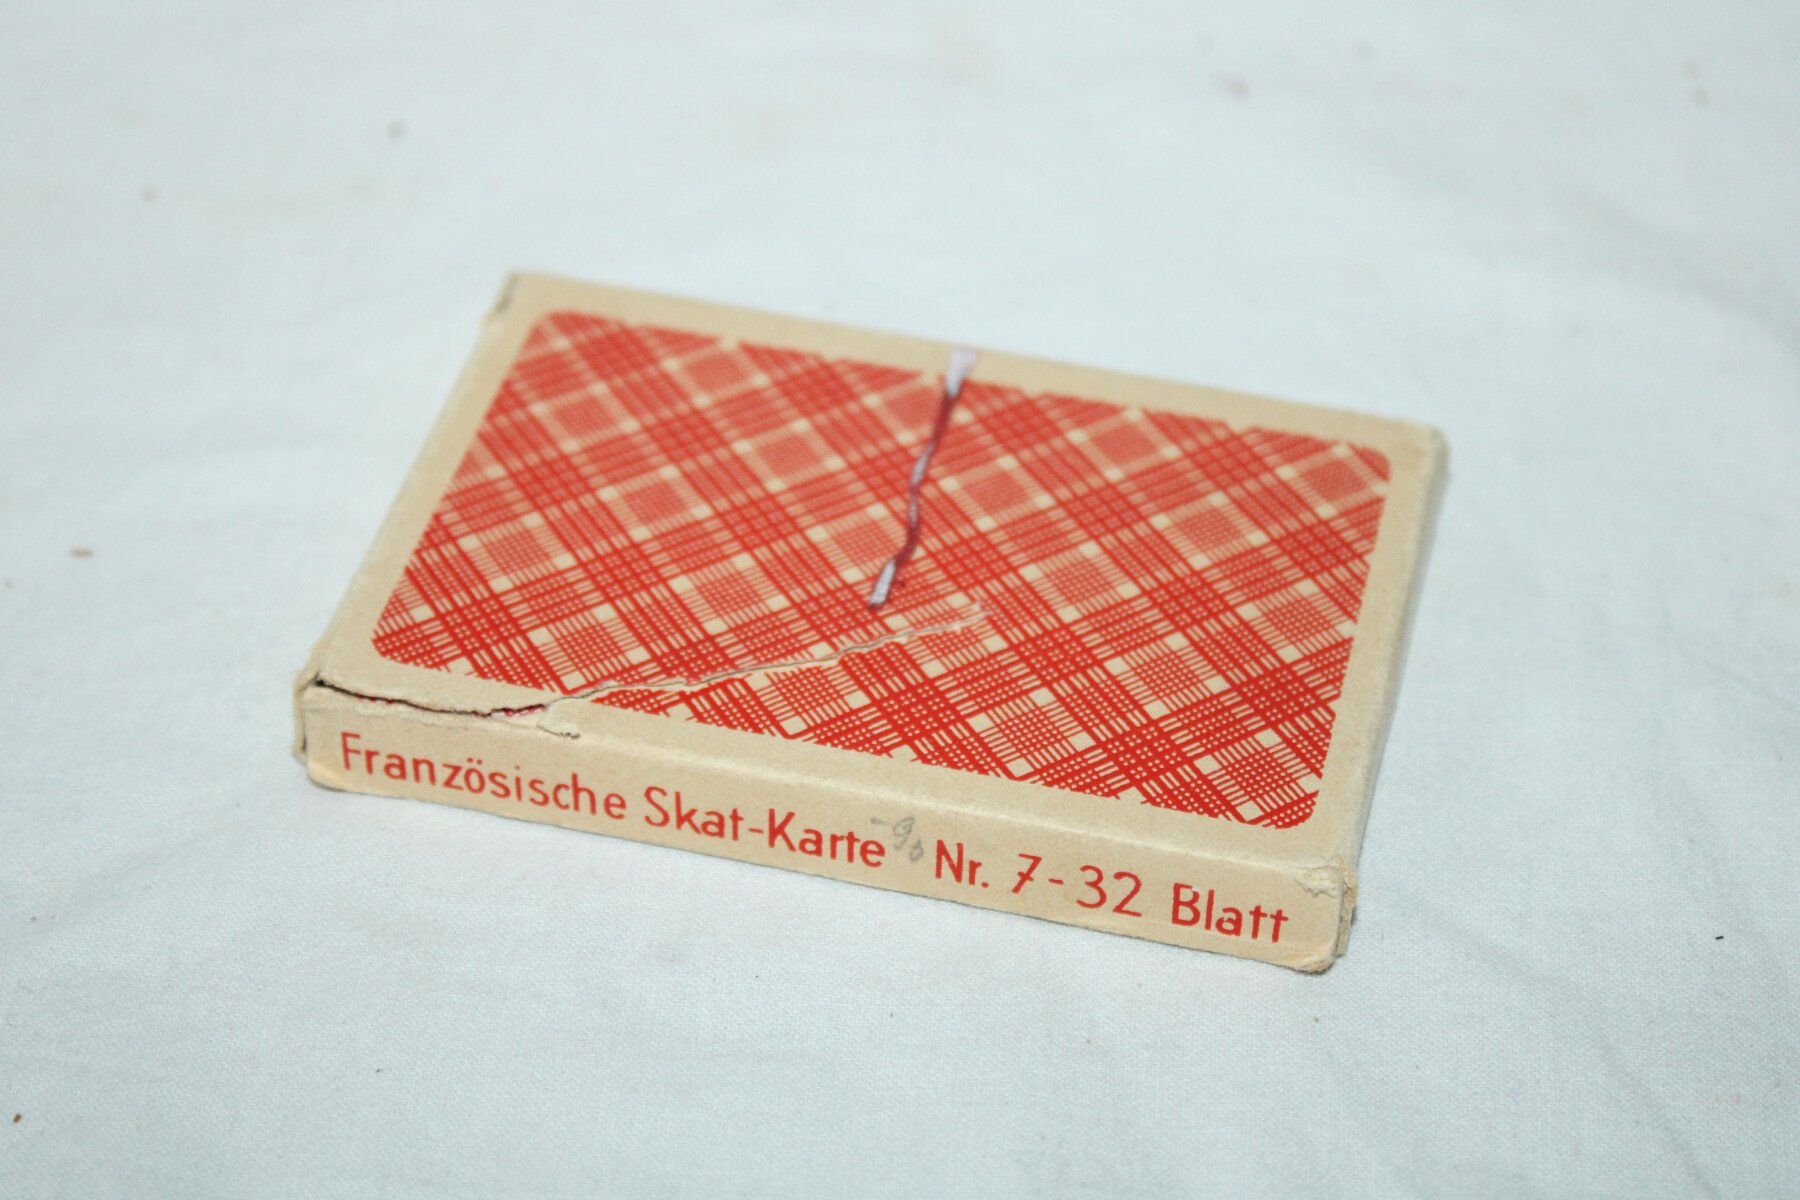 Französische Skat-Karte Nr. 7-32 Blatt